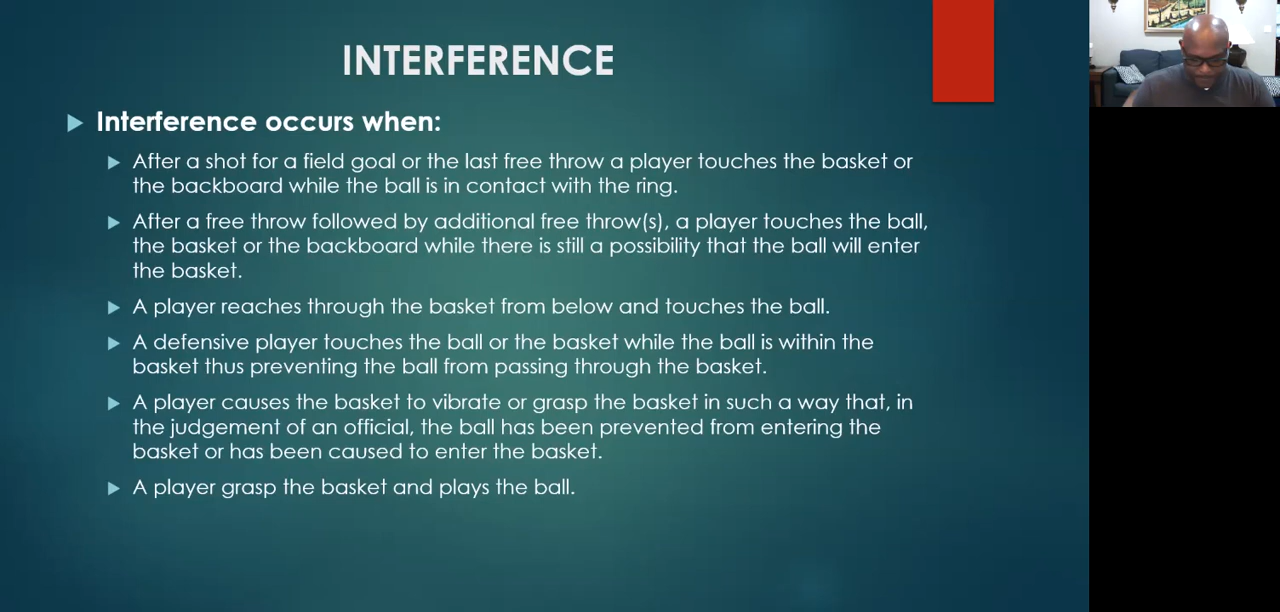 INTERFERENCE
Interference occurs when:
After a shot for a field goal or the last free throw a player touches the basket or
the backboard while the ball is in contact with the ring.
After a free throw followed by additional free throw(s), a player touches the ball,
the basket or the backboard while there is still a possibility that the ball will enter
the basket.
A player reaches through the basket from below and touches the ball.
A defensive player touches the ball or the basket while the ball is within the
basket thus preventing the ball from passing through the basket.
A player causes the basket to vibrate or grasp the basket in such a way that, in
the judgement of an official, the ball has been prevented from entering the
basket or has been caused to enter the basket.
A player grasp the basket and plays the ball.